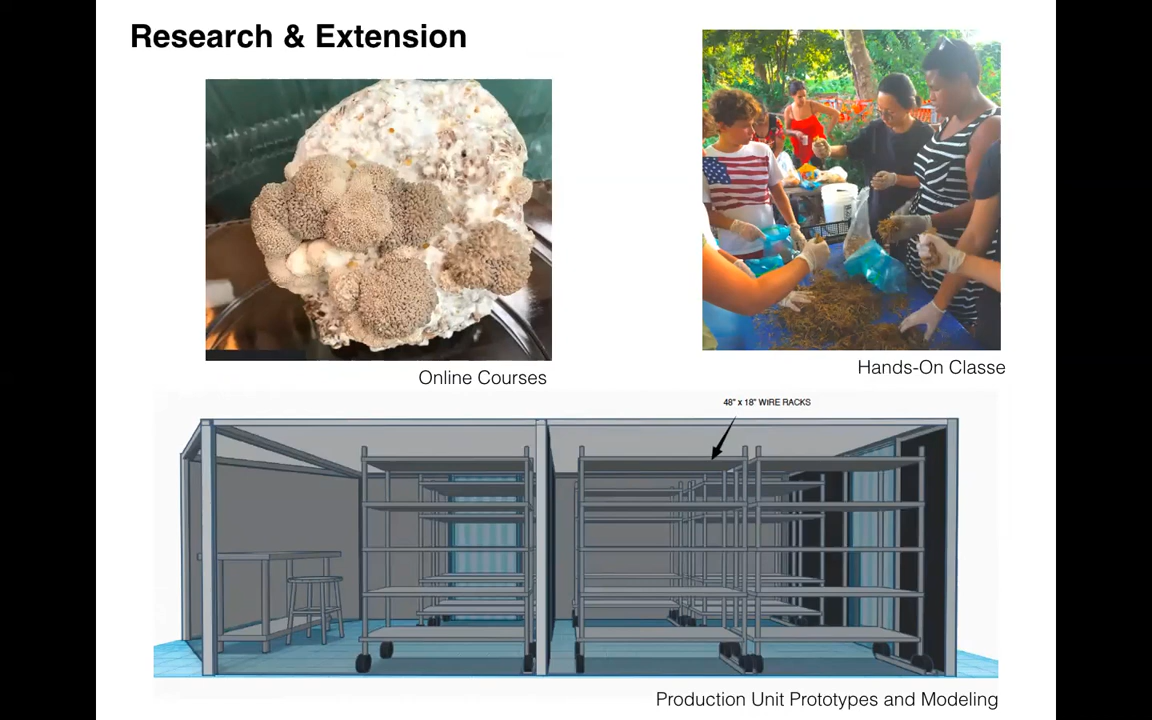 Research & Extension
Online Courses
Hands-On Classe
48" x 18" WIRE RACKS
Production Unit Prototypes and Modeling